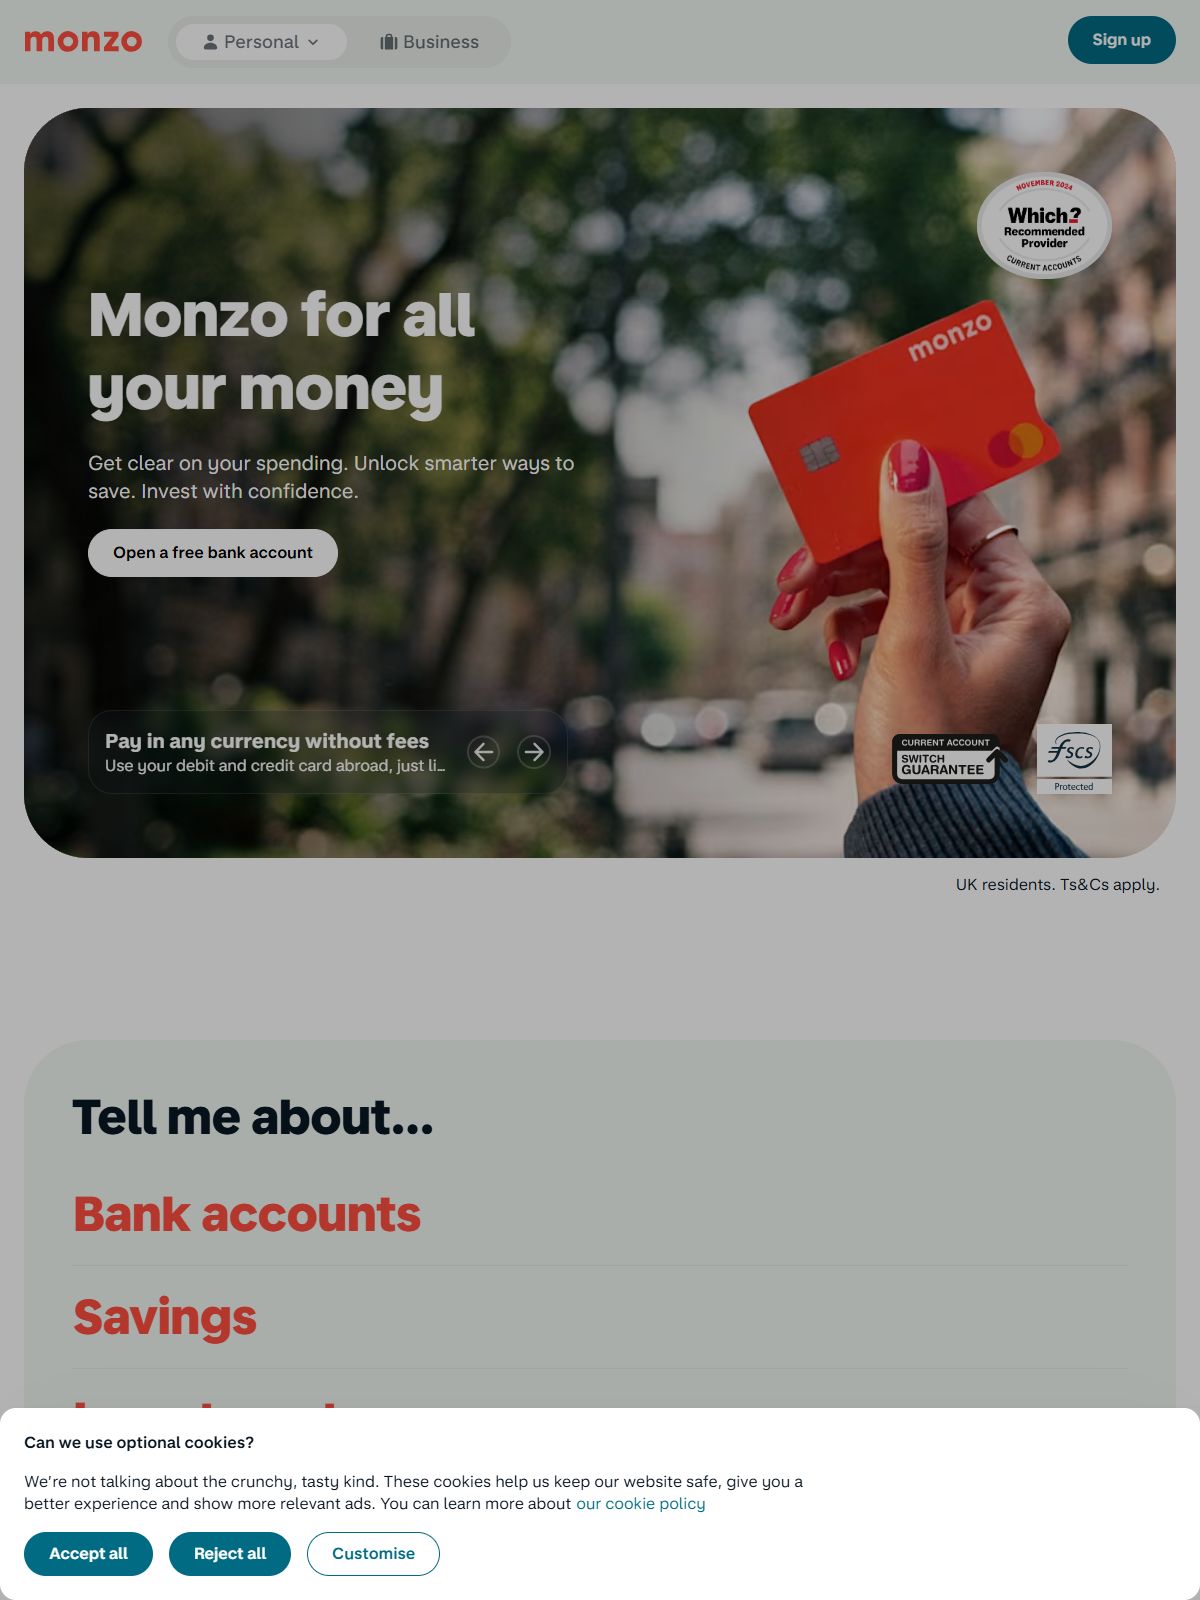 monzo
Personal
Business
Sign up
NOVEMBER 2024
Which?
Recommended
Provider
CURRENT ACCOUNTS
Monzo for all
your money
monzo
Get clear on your spending. Unlock smarter ways to
save. Invest with confidence.
Open a free bank account
Pay in any currency without fees
Use your debit and credit card abroad, just li…
CURRENT ACCOUNT
SWITCH
GUARANTEE
fscs
Protected
UK residents. Ts&Cs apply.
Tell me about...
Bank accounts
Savings
Can we use optional cookies?
We’re not talking about the crunchy, tasty kind. These cookies help us keep our website safe, give you a
better experience and show more relevant ads. You can learn more about our cookie policy
Accept all
Reject all
Customise